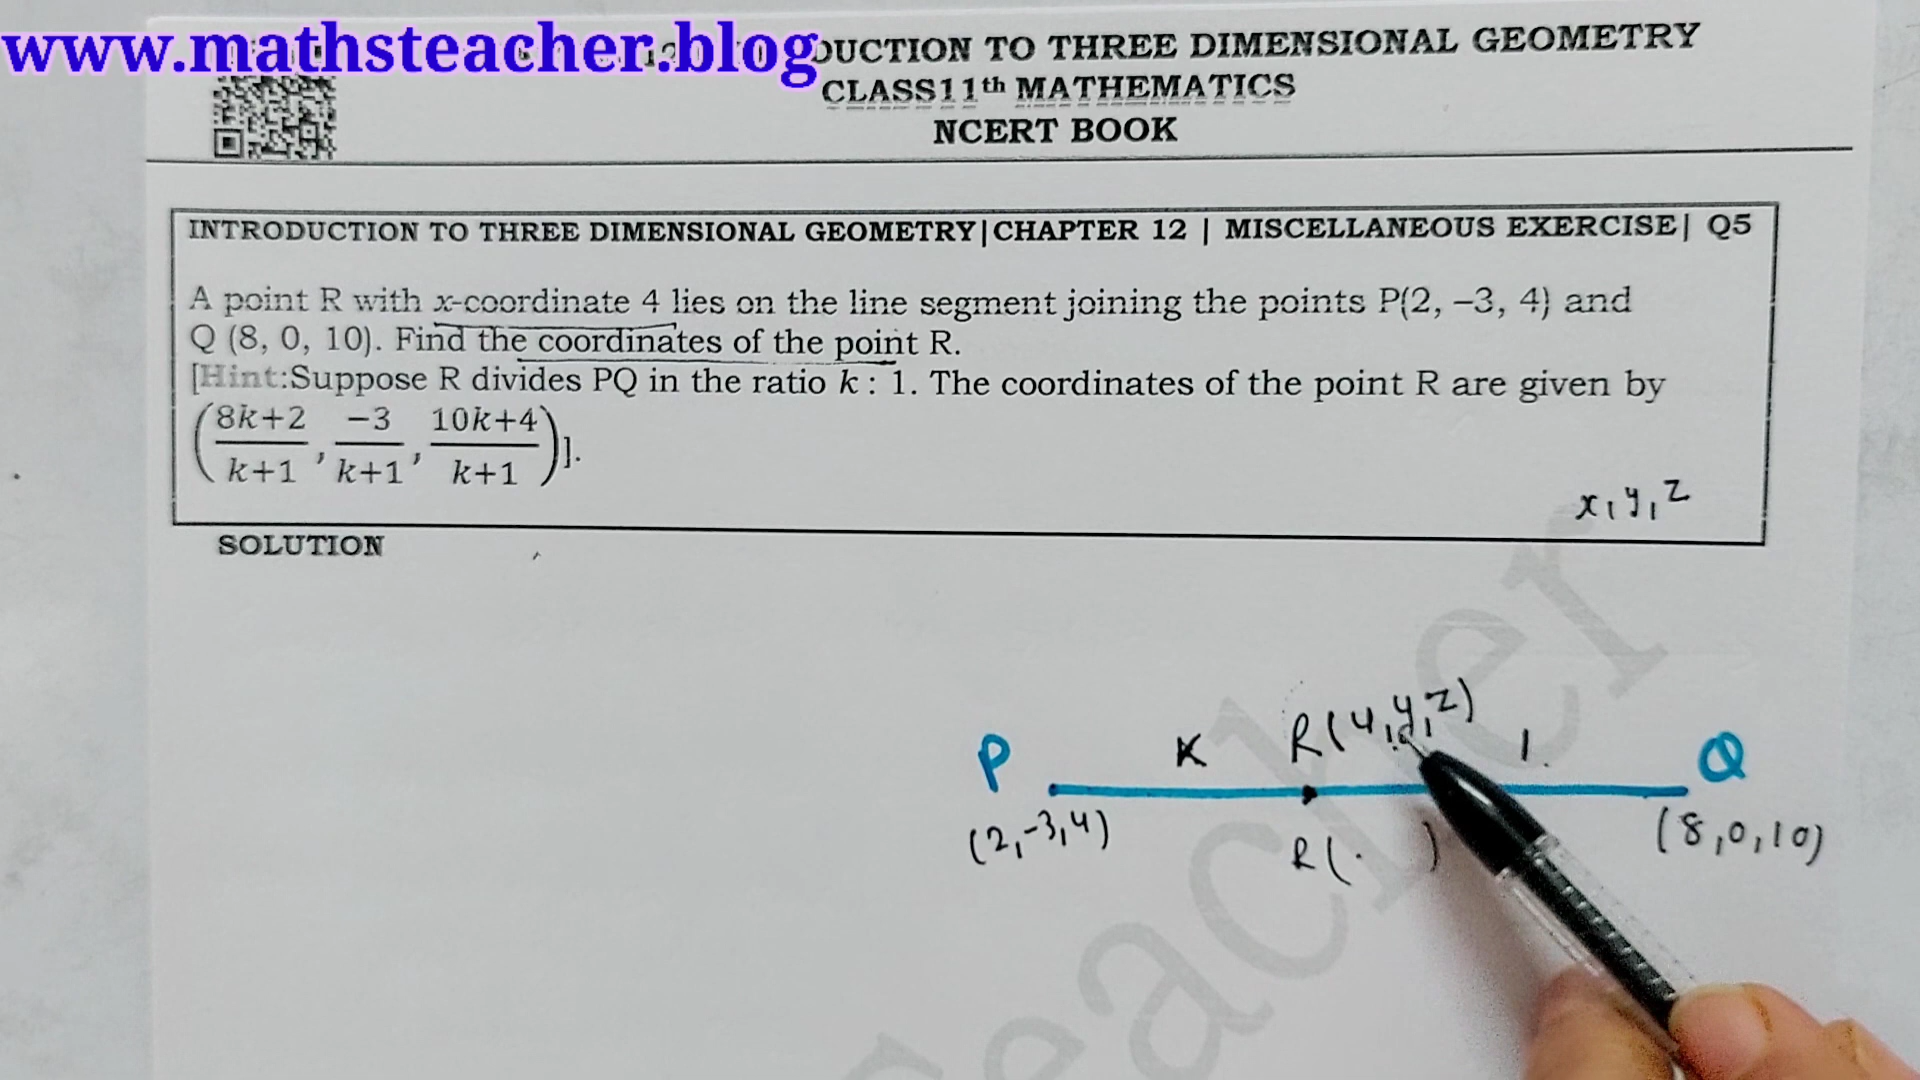 www.mathsteacher.blog
DUCTION TO THREE DIMENSIONAL GEOMETRY
CLASS11th MATHEMATICS
NCERT BOOK
INTRODUCTION TO THREE DIMENSIONAL GEOMETRY|CHAPTER 12 | MISCELLANEOUS EXERCISE| Q5
A point R with x-coordinate 4 lies on the line segment joining the points P(2, –3, 4) and
Q (8, 0, 10). Find the coordinates of the point R.
[Hint:Suppose R divides PQ in the ratio k : 1. The coordinates of the point R are given by
(8k+2/k+1, -3/k+1, 10k+4/k+1)].
x,y,z
SOLUTION
P K R(4,y,z) 1. Q
(2,-3,4) R(. ) (8,0,10)